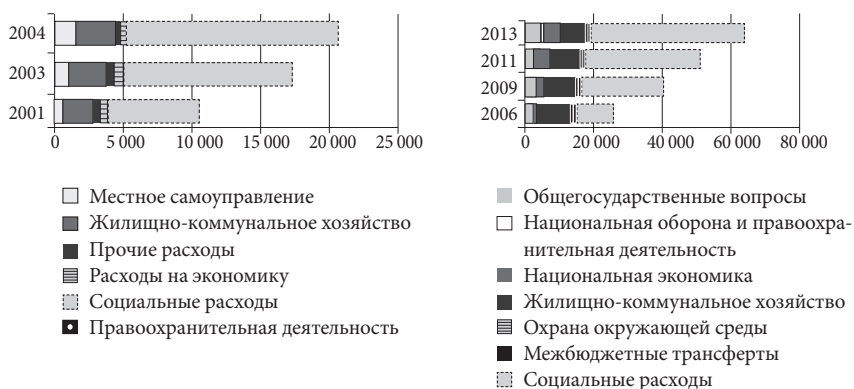 2004
2003
2001
0 5 000 10 000 15 000 20 000 25 000
Местное самоуправление
Жилищно-коммунальное хозяйство
Прочие расходы
Расходы на экономику
Социальные расходы
Правоохранительная деятельность
2013
2011
2009
2006
0 20 000 40 000 60 000 80 000
Общегосударственные вопросы
Национальная оборона и правоохра-
нительная деятельность
Национальная экономика
Жилищно-коммунальное хозяйство
Охрана окружающей среды
Межбюджетные трансферты
Социальные расходы